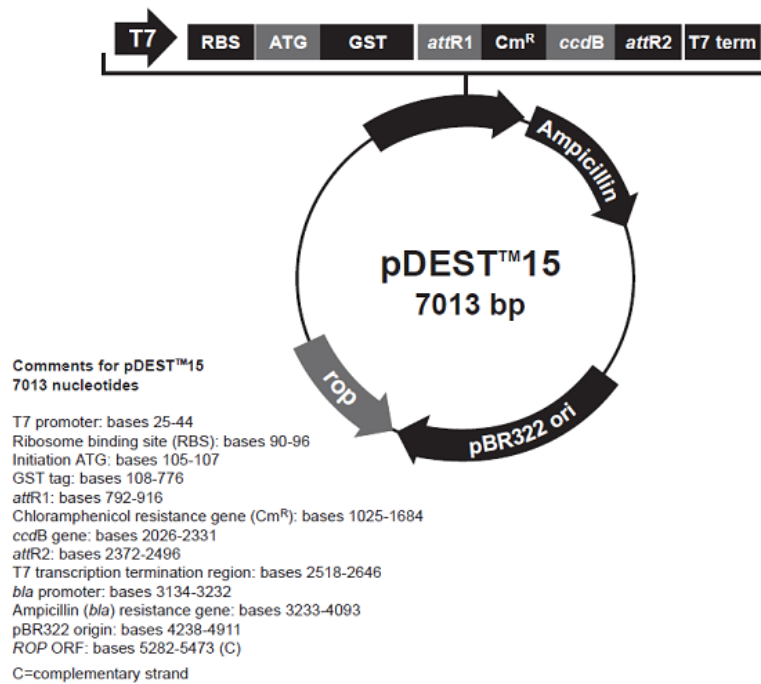 T7 RBS ATG GST attR1 Cmᴿ ccdB attR2 T7 term
Ampicillin
pDEST™15
7013 bp
rop
pBR322 ori
Comments for pDEST™15
7013 nucleotides
T7 promoter: bases 25-44
Ribosome binding site (RBS): bases 90-96
Initiation ATG: bases 105-107
GST tag: bases 108-776
attR1: bases 792-916
Chloramphenicol resistance gene (Cmᴿ): bases 1025-1684
ccdB gene: bases 2026-2331
attR2: bases 2372-2496
T7 transcription termination region: bases 2518-2646
bla promoter: bases 3134-3232
Ampicillin (bla) resistance gene: bases 3233-4093
pBR322 origin: bases 4238-4911
ROP ORF: bases 5282-5473 (C)
C=complementary strand